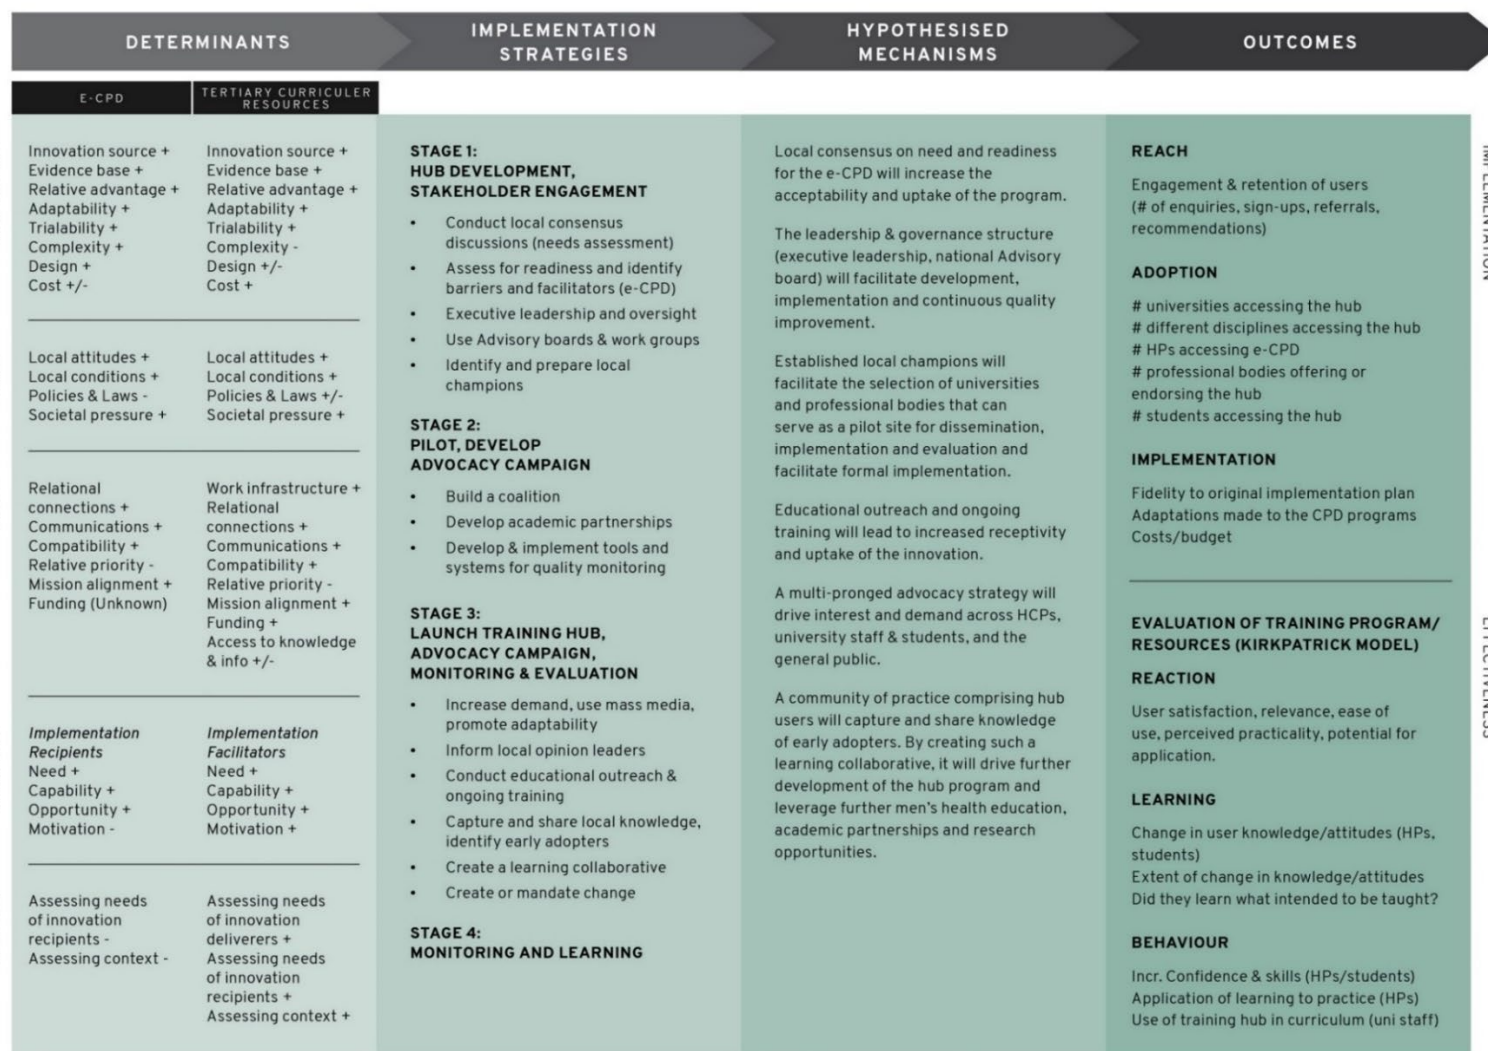 DETERMINANTS
IMPLEMENTATION
STRATEGIES
HYPOTHESISED
MECHANISMS
OUTCOMES
E-CPD
TERTIARY CURRICULER
RESOURCES
Innovation source +
Evidence base +
Relative advantage +
Adaptability +
Trialability +
Complexity +
Design +
Cost +/-
Local attitudes +
Local conditions +
Policies & Laws -
Societal pressure +
Relational
connections +
Communications +
Compatibility +
Relative priority -
Mission alignment +
Funding (Unknown)
Implementation
Recipients
Need +
Capability +
Opportunity +
Motivation -
Assessing needs
of innovation
recipients -
Assessing context -
Innovation source +
Evidence base +
Relative advantage +
Adaptability +
Trialability +
Complexity -
Design +/-
Cost +
Local attitudes +
Local conditions +
Policies & Laws +/-
Societal pressure +
Work infrastructure +
Relational
connections +
Communications +
Compatibility +
Relative priority -
Mission alignment +
Funding +
Access to knowledge
& info +/-
Implementation
Facilitators
Need +
Capability +
Opportunity +
Motivation +
Assessing needs
of innovation
deliverers +
Assessing needs
of innovation
recipients +
Assessing context +
STAGE 1:
HUB DEVELOPMENT,
STAKEHOLDER ENGAGEMENT
• Conduct local consensus
discussions (needs assessment)
• Assess for readiness and identify
barriers and facilitators (e-CPD)
• Executive leadership and oversight
• Use Advisory boards & work groups
• Identify and prepare local
champions
STAGE 2:
PILOT, DEVELOP
ADVOCACY CAMPAIGN
• Build a coalition
• Develop academic partnerships
• Develop & implement tools and
systems for quality monitoring
STAGE 3:
LAUNCH TRAINING HUB,
ADVOCACY CAMPAIGN,
MONITORING & EVALUATION
• Increase demand, use mass media,
promote adaptability
• Inform local opinion leaders
• Conduct educational outreach &
ongoing training
• Capture and share local knowledge,
identify early adopters
• Create a learning collaborative
• Create or mandate change
STAGE 4:
MONITORING AND LEARNING
Local consensus on need and readiness
for the e-CPD will increase the
acceptability and uptake of the program.
The leadership & governance structure
(executive leadership, national Advisory
board) will facilitate development,
implementation and continuous quality
improvement.
Established local champions will
facilitate the selection of universities
and professional bodies that can
serve as a pilot site for dissemination,
implementation and evaluation and
facilitate formal implementation.
Educational outreach and ongoing
training will lead to increased receptivity
and uptake of the innovation.
A multi-pronged advocacy strategy will
drive interest and demand across HCPs,
university staff & students, and the
general public.
A community of practice comprising hub
users will capture and share knowledge
of early adopters. By creating such a
learning collaborative, it will drive further
development of the hub program and
leverage further men's health education,
academic partnerships and research
opportunities.
REACH
Engagement & retention of users
(# of enquiries, sign-ups, referrals,
recommendations)
ADOPTION
# universities accessing the hub
# different disciplines accessing the hub
# HPs accessing e-CPD
# professional bodies offering or
endorsing the hub
# students accessing the hub
IMPLEMENTATION
Fidelity to original implementation plan
Adaptations made to the CPD programs
Costs/budget
EVALUATION OF TRAINING PROGRAM/
RESOURCES (KIRKPATRICK MODEL)
REACTION
User satisfaction, relevance, ease of
use, perceived practicality, potential for
application.
LEARNING
Change in user knowledge/attitudes (HPs,
students)
Extent of change in knowledge/attitudes
Did they learn what intended to be taught?
BEHAVIOUR
Incr. Confidence & skills (HPs/students)
Application of learning to practice (HPs)
Use of training hub in curriculum (uni staff)
IMPLEMENTATION
EFFECTIVENESS